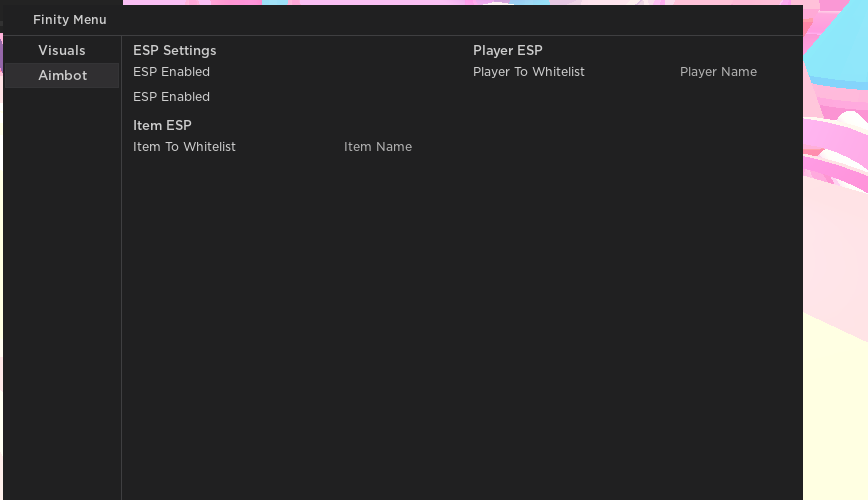 Finity Menu
Visuals
Aimbot
ESP Settings
ESP Enabled
ESP Enabled
Item ESP
Item To Whitelist Item Name
Player ESP
Player To Whitelist Player Name